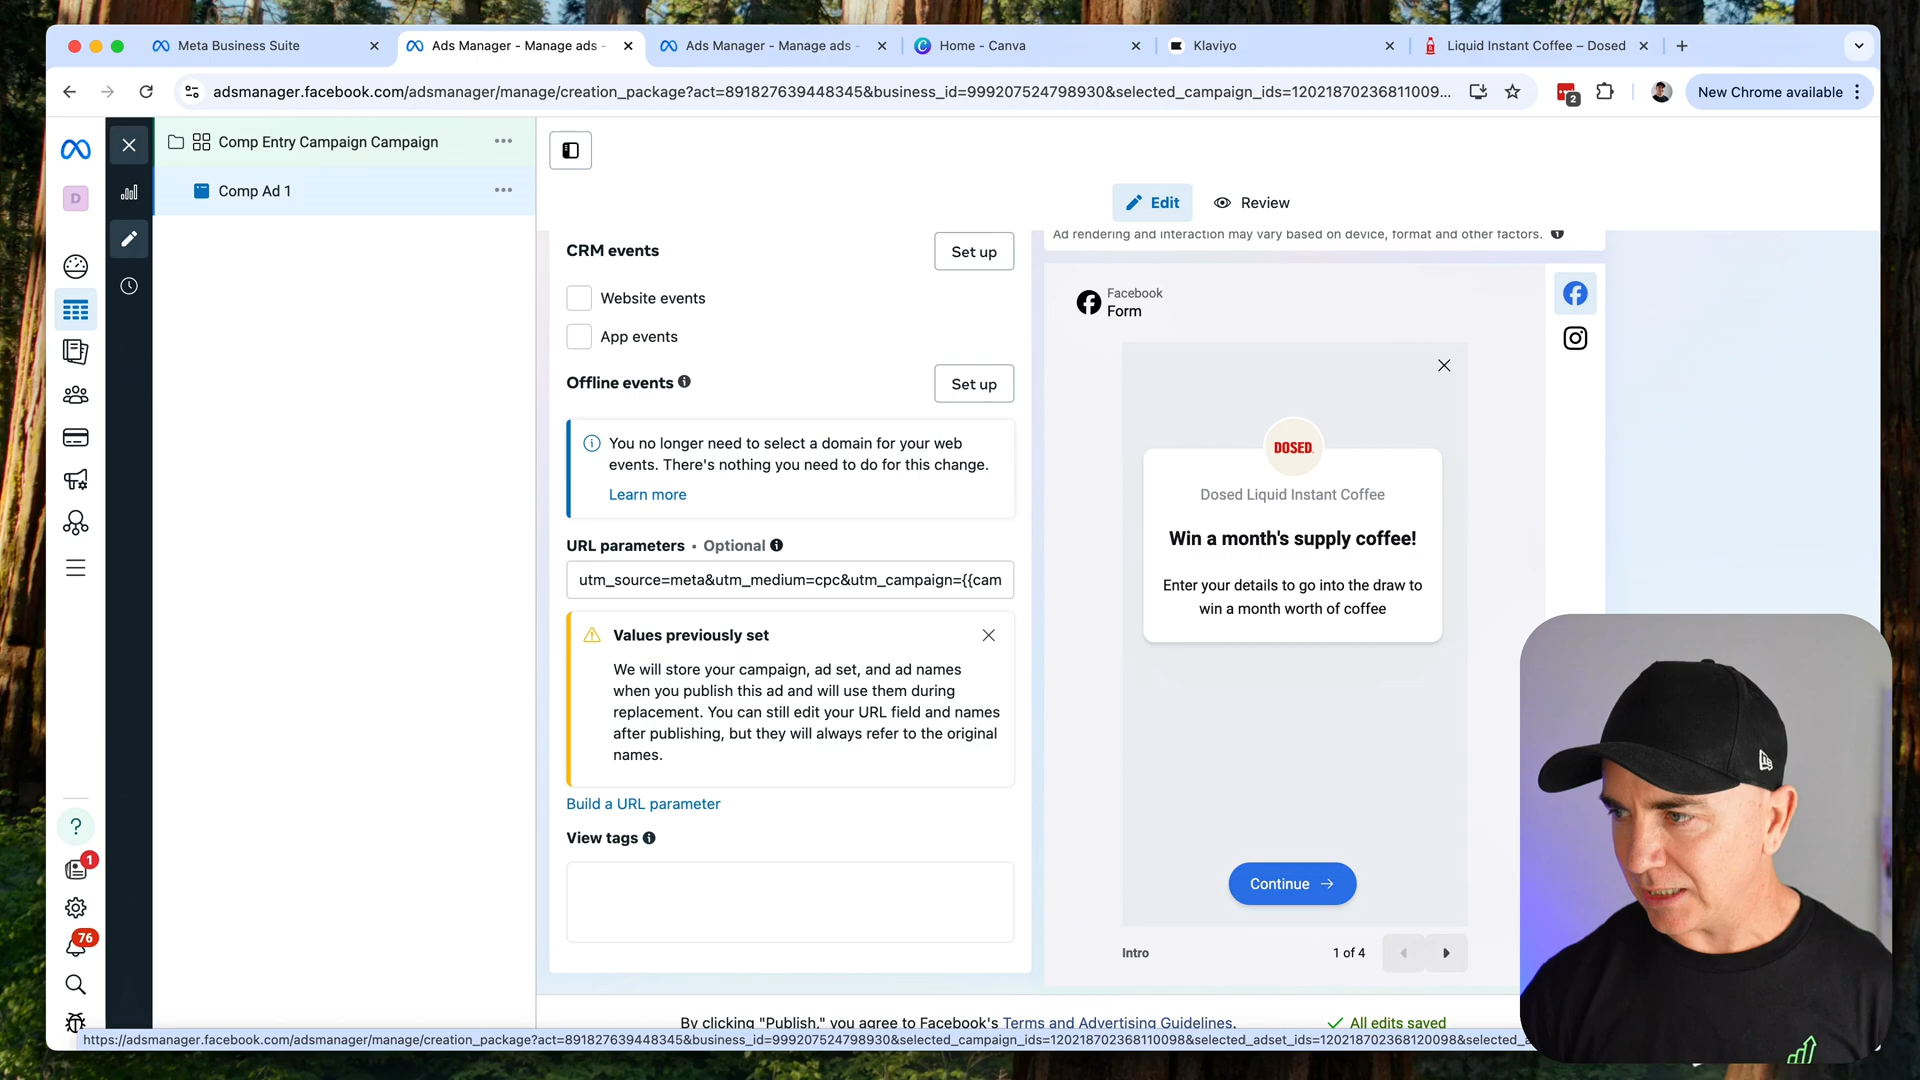 Meta Business Suite
Ads Manager - Manage ads -
Ads Manager - Manage ads -
Home - Canva
Klaviyo
Liquid Instant Coffee – Dosed
adsmanager.facebook.com/adsmanager/manage/creation_package?act=891827639448345&business_id=999207524798930&selected_campaign_ids=12021870236811009...
2
New Chrome available
Comp Entry Campaign Campaign
D
Comp Ad 1
Edit
Review
CRM events
Set up
Website events
App events
Offline events
Set up
You no longer need to select a domain for your web
events. There's nothing you need to do for this change.
Learn more
URL parameters • Optional
utm_source=meta&utm_medium=cpc&utm_campaign={{cam
Values previously set
We will store your campaign, ad set, and ad names
when you publish this ad and will use them during
replacement. You can still edit your URL field and names
after publishing, but they will always refer to the original
names.
Build a URL parameter
View tags
Ad rendering and interaction may vary based on device, format and other factors.
Facebook
Form
DOSED
Dosed Liquid Instant Coffee
Win a month's supply coffee!
Enter your details to go into the draw to
win a month worth of coffee
Continue
Intro
1 of 4
?
1
76
By clicking "Publish," you agree to Facebook's Terms and Advertising Guidelines.
All edits saved
https://adsmanager.facebook.com/adsmanager/manage/creation_package?act=891827639448345&business_id=999207524798930&selected_campaign_ids=120218702368110098&selected_adset_ids=120218702368120098&selected_a